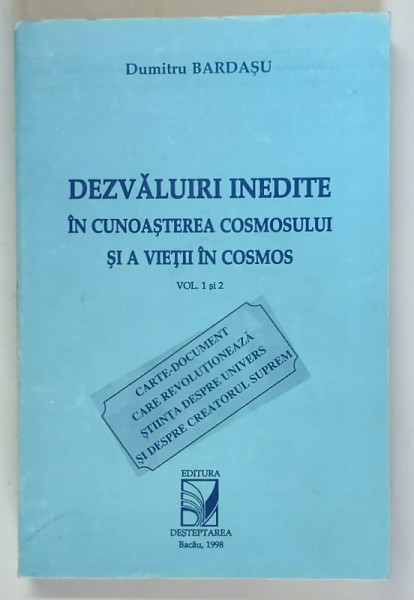 Dumitru BARDAŞU
DEZVĂLUIRI INEDITE
ÎN CUNOAŞTEREA COSMOSULUI
ŞI A VIEŢII ÎN COSMOS
VOL. 1 şi 2
CARTE-DOCUMENT
CARE REVOLUŢIONEAZĂ
ŞTIINŢA DESPRE UNIVERS
ŞI DESPRE CREATORUL SUPREM
EDITURA
DEŞTEPTAREA
Bacău, 1998